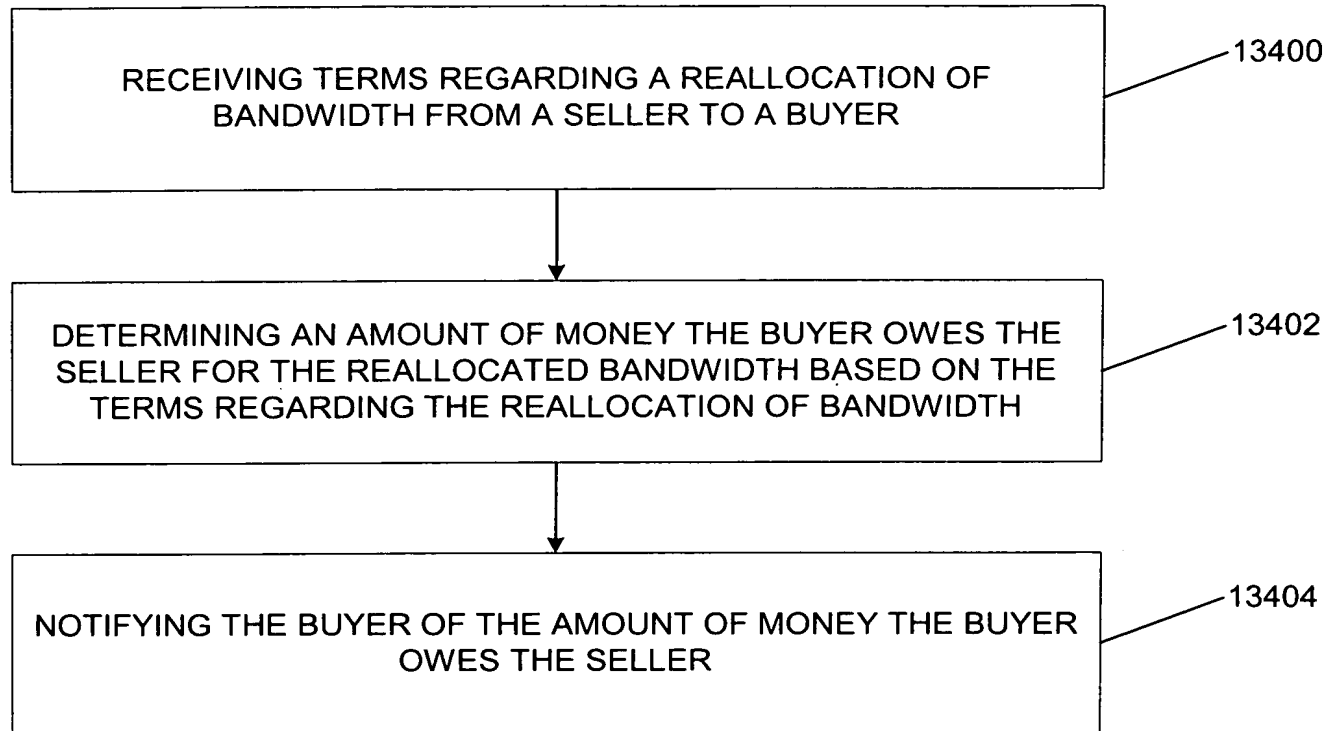 RECEIVING TERMS REGARDING A REALLOCATION OF
BANDWIDTH FROM A SELLER TO A BUYER
13400
DETERMINING AN AMOUNT OF MONEY THE BUYER OWES THE
SELLER FOR THE REALLOCATED BANDWIDTH BASED ON THE
TERMS REGARDING THE REALLOCATION OF BANDWIDTH
13402
NOTIFYING THE BUYER OF THE AMOUNT OF MONEY THE BUYER
OWES THE SELLER
13404